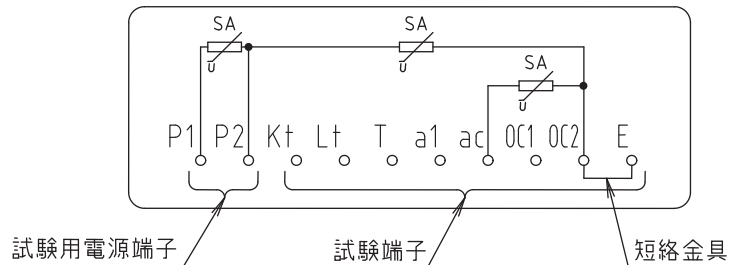 SA SA
SA
U U
U
P1 P2 Kt Lt T a1 ac OC1 OC2 E
試験用電源端子 試験端子 短絡金具